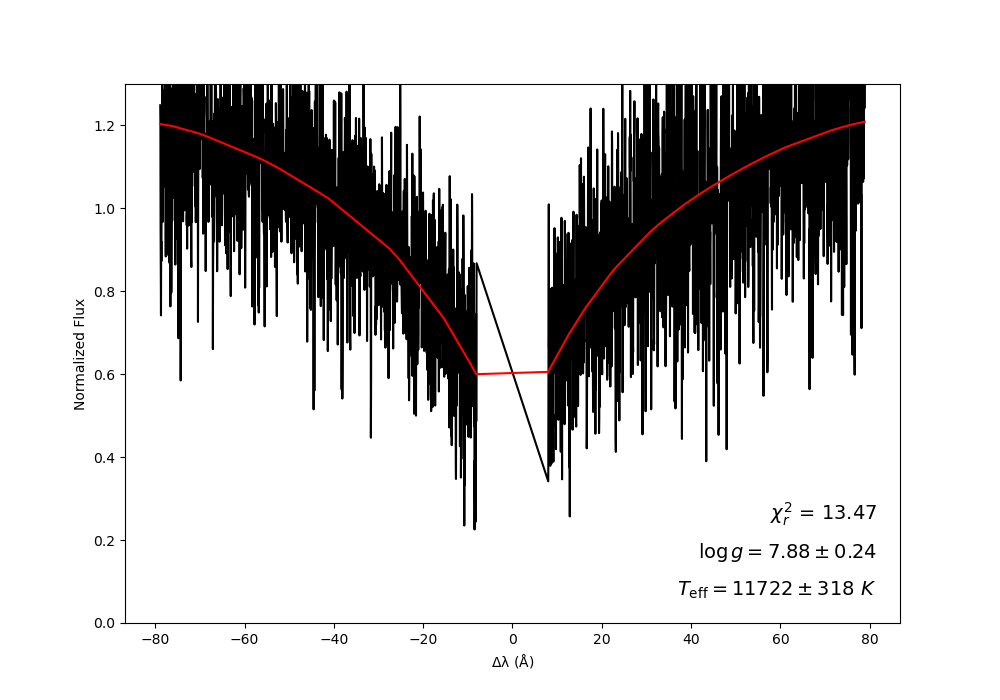 1.2
1.0
0.8
0.6
0.4
0.2
0.0
Normalized Flux
χ²ᵣ = 13.47
log g = 7.88 ± 0.24
T_eff = 11722 ± 318 K
−80 −60 −40 −20 0 20 40 60 80
Δλ (Å)